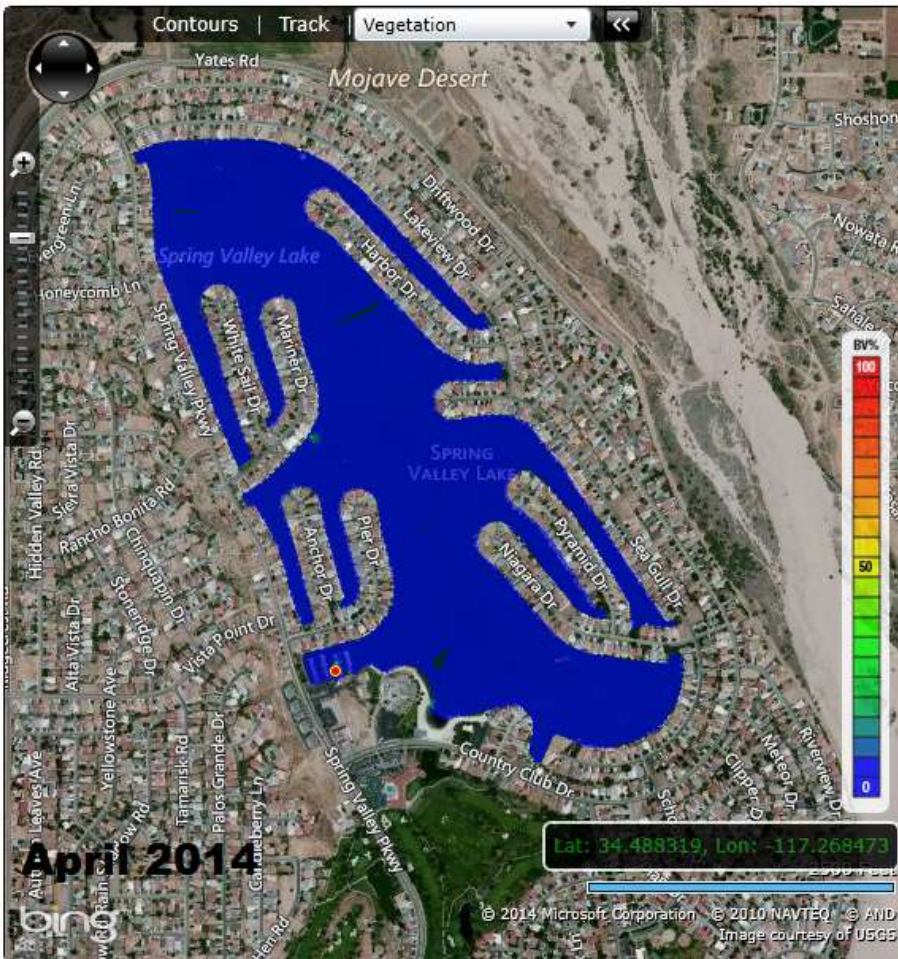 Contours | Track | Vegetation
Yates Rd
Mojave Desert
Shoshon
Evergreen Ln
Driftwood Dr
Lakeview Dr
Harbor Dr
Nowata R
Spring Valley Lake
Honeycomb Ln
Sahale
Spring Valley Pkwy
White Sail Dr
Mariner Dr
BV%
100
SPRING
VALLEY LAKE
Hidden Valley Rd
Sierra Vista Dr
Rancho Bonita Rd
Chinquapin Dr
Anchor Dr
Pier Dr
Pyramid Dr
Niagara Dr
Sea Gull Dr
50
Stoneridge Dr
Vista Point Dr
Alta Vista Dr
Yellowstone Ave
Tamarisk Rd
Palos Grande Dr
Spring Valley Pkwy
Country Club Dr
Clipper D
Meteor Dr
Riverview Dr
0
Leaves Ave
April 2014
Lat: 34.488319, Lon: -117.268473
2500 Feet
bing
© 2014 Microsoft Corporation © 2010 NAVTEQ © AND
Image courtesy of USGS